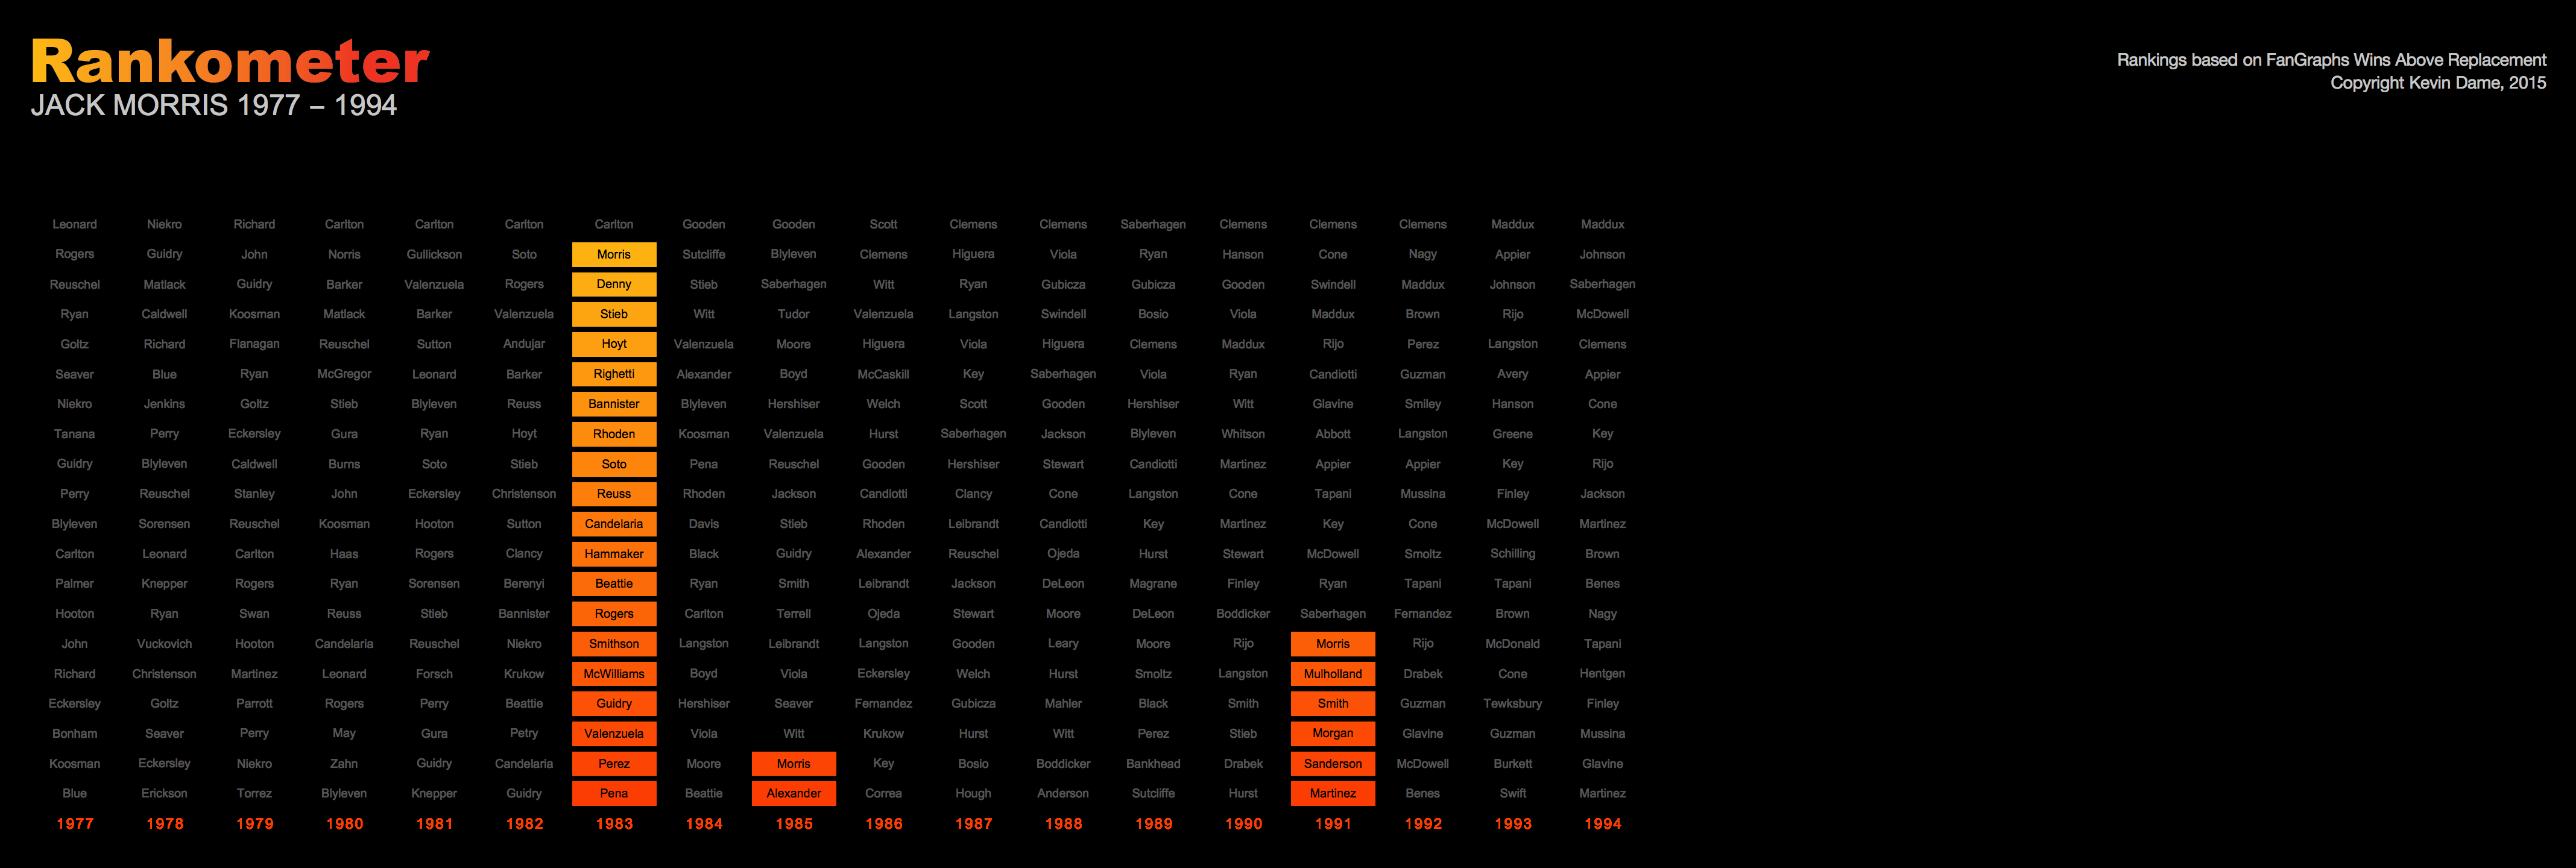 Rankometer
JACK MORRIS 1977 – 1994
Rankings based on FanGraphs Wins Above Replacement
Copyright Kevin Dame, 2015
Leonard Niekro Richard Carlton Carlton Carlton Carlton Gooden Gooden Scott Clemens Clemens Saberhagen Clemens Clemens Clemens Maddux Maddux
Rogers Guidry John Norris Gullickson Soto Morris Sutcliffe Blyleven Clemens Higuera Viola Ryan Hanson Cone Nagy Appier Johnson
Reuschel Matlack Guidry Barker Valenzuela Rogers Denny Stieb Saberhagen Witt Ryan Gubicza Gubicza Gooden Swindell Maddux Johnson Saberhagen
Ryan Caldwell Koosman Matlack Barker Valenzuela Stieb Witt Tudor Valenzuela Langston Swindell Bosio Viola Maddux Brown Rijo McDowell
Goltz Richard Flanagan Reuschel Sutton Andujar Hoyt Valenzuela Moore Higuera Viola Higuera Clemens Maddux Rijo Perez Langston Clemens
Seaver Blue Ryan McGregor Leonard Barker Righetti Alexander Boyd McCaskill Key Saberhagen Viola Ryan Candiotti Guzman Avery Appier
Niekro Jenkins Goltz Stieb Blyleven Reuss Bannister Blyleven Hershiser Welch Scott Gooden Hershiser Witt Glavine Smiley Hanson Cone
Tanana Perry Eckersley Gura Ryan Hoyt Rhoden Koosman Valenzuela Hurst Saberhagen Jackson Blyleven Whitson Abbott Langston Greene Key
Guidry Blyleven Caldwell Burns Soto Stieb Soto Pena Reuschel Gooden Hershiser Stewart Candiotti Martinez Appier Appier Key Rijo
Perry Reuschel Stanley John Eckersley Christenson Reuss Rhoden Jackson Candiotti Clancy Cone Langston Cone Tapani Mussina Finley Jackson
Blyleven Sorensen Reuschel Koosman Hooton Sutton Candelaria Davis Stieb Rhoden Leibrandt Candiotti Key Martinez Key Cone McDowell Martinez
Carlton Leonard Carlton Haas Rogers Clancy Hammaker Black Guidry Alexander Reuschel Ojeda Hurst Stewart McDowell Smoltz Schilling Brown
Palmer Knepper Rogers Ryan Sorensen Berenyi Beattie Ryan Smith Leibrandt Jackson DeLeon Magrane Finley Ryan Tapani Tapani Benes
Hooton Ryan Swan Reuss Stieb Bannister Rogers Carlton Terrell Ojeda Stewart Moore DeLeon Boddicker Saberhagen Fernandez Brown Nagy
John Vuckovich Hooton Candelaria Reuschel Niekro Smithson Langston Leibrandt Langston Gooden Leary Moore Rijo Morris Rijo McDonald Tapani
Richard Christenson Martinez Leonard Forsch Krukow McWilliams Boyd Viola Eckersley Welch Hurst Smoltz Langston Mulholland Drabek Cone Hentgen
Eckersley Goltz Parrott Rogers Perry Beattie Guidry Hershiser Seaver Fernandez Gubicza Mahler Black Smith Smith Guzman Tewksbury Finley
Bonham Seaver Perry May Gura Petry Valenzuela Viola Witt Krukow Hurst Witt Perez Stieb Morgan Glavine Guzman Mussina
Koosman Eckersley Niekro Zahn Guidry Candelaria Perez Moore Morris Key Bosio Boddicker Bankhead Drabek Sanderson McDowell Burkett Glavine
Blue Erickson Torrez Blyleven Knepper Guidry Pena Beattie Alexander Correa Hough Anderson Sutcliffe Hurst Martinez Benes Swift Martinez
1977 1978 1979 1980 1981 1982 1983 1984 1985 1986 1987 1988 1989 1990 1991 1992 1993 1994